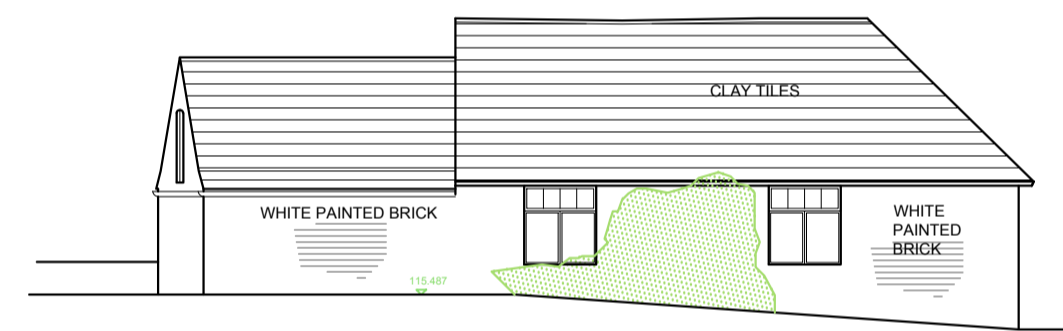 CLAY TILES
WHITE PAINTED BRICK
WHITE
PAINTED
BRICK
115.487